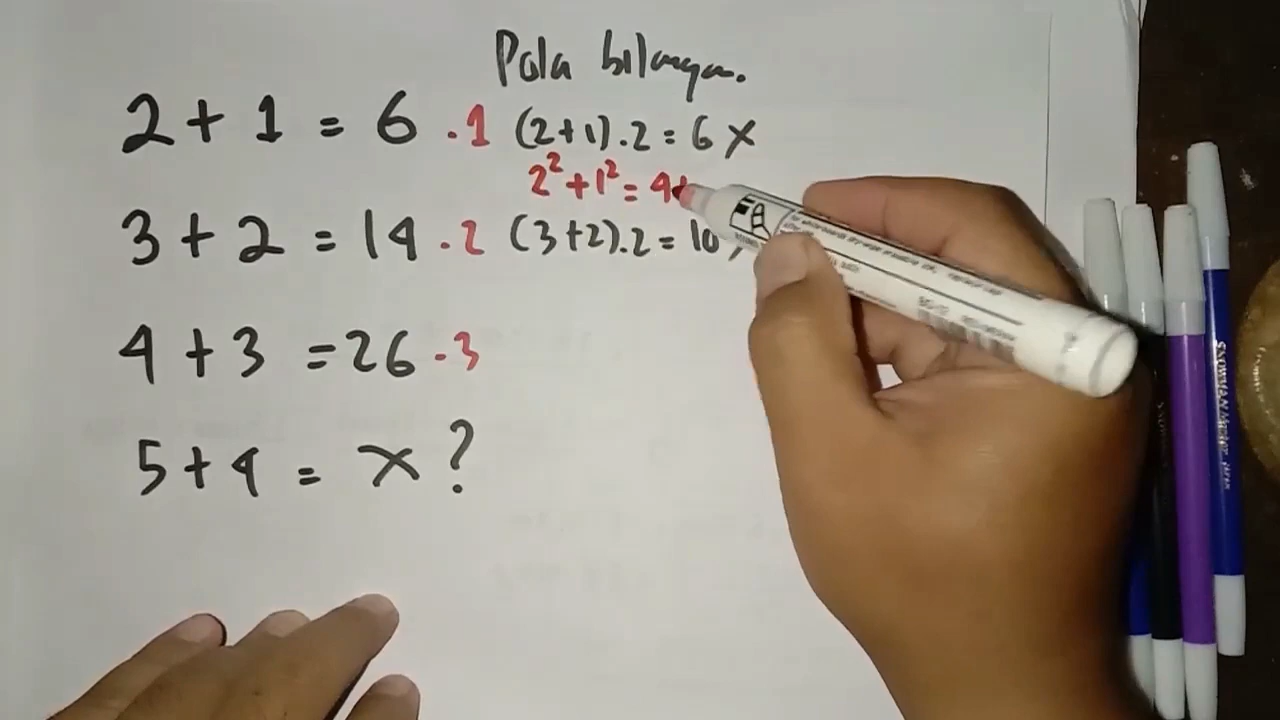 Pola bilangan.
2 + 1 = 6 .1 (2+1).2 = 6 x
2²+1² = 4
3 + 2 = 14 .2 (3+2).2 = 10
4 + 3 = 26 .3
5 + 4 = x ?
SNOWMAN